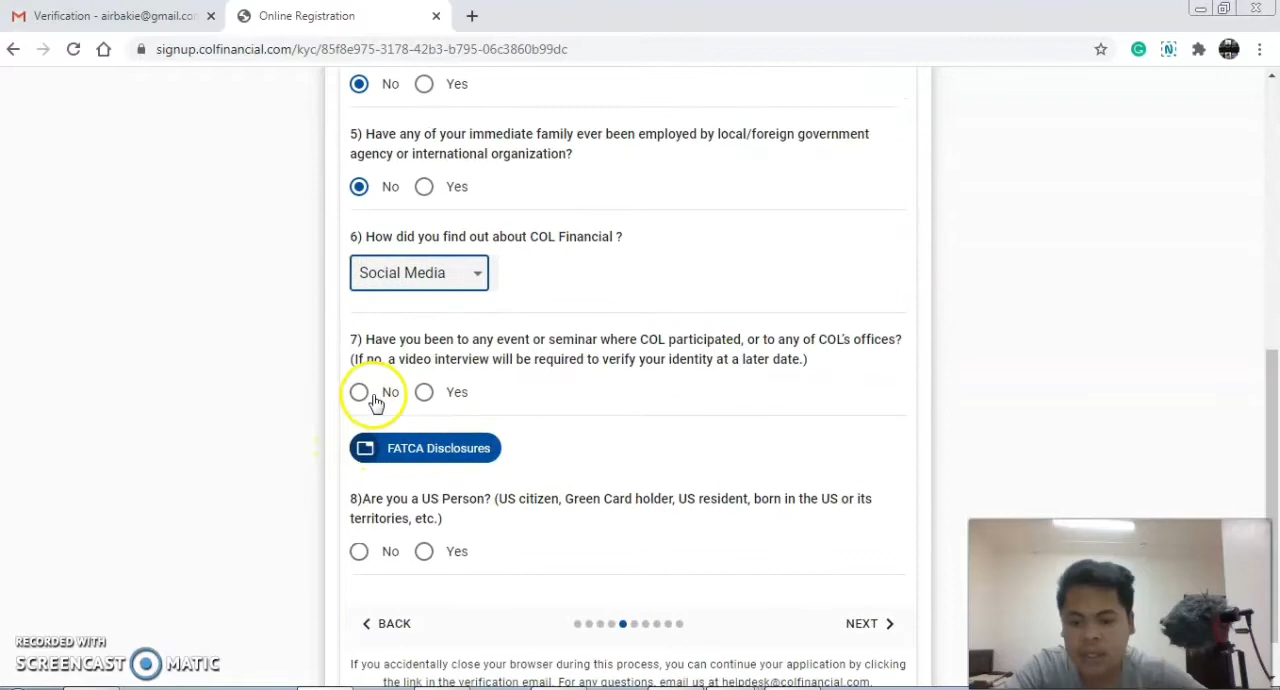 Verification - airbakie@gmail.co
Online Registration
signup.colfinancial.com/kyc/85f8e975-3178-42b3-b795-06c3860b99dc
No Yes
5) Have any of your immediate family ever been employed by local/foreign government
agency or international organization?
No Yes
6) How did you find out about COL Financial ?
Social Media
7) Have you been to any event or seminar where COL participated, or to any of COL's offices?
(If no, a video interview will be required to verify your identity at a later date.)
No Yes
FATCA Disclosures
8)Are you a US Person? (US citizen, Green Card holder, US resident, born in the US or its
territories, etc.)
No Yes
BACK
NEXT
If you accidentally close your browser during this process, you can continue your application by clicking
the link in the verification email. For any questions, email us at helpdesk@colfinancial.com.
RECORDED WITH
SCREENCAST MATIC